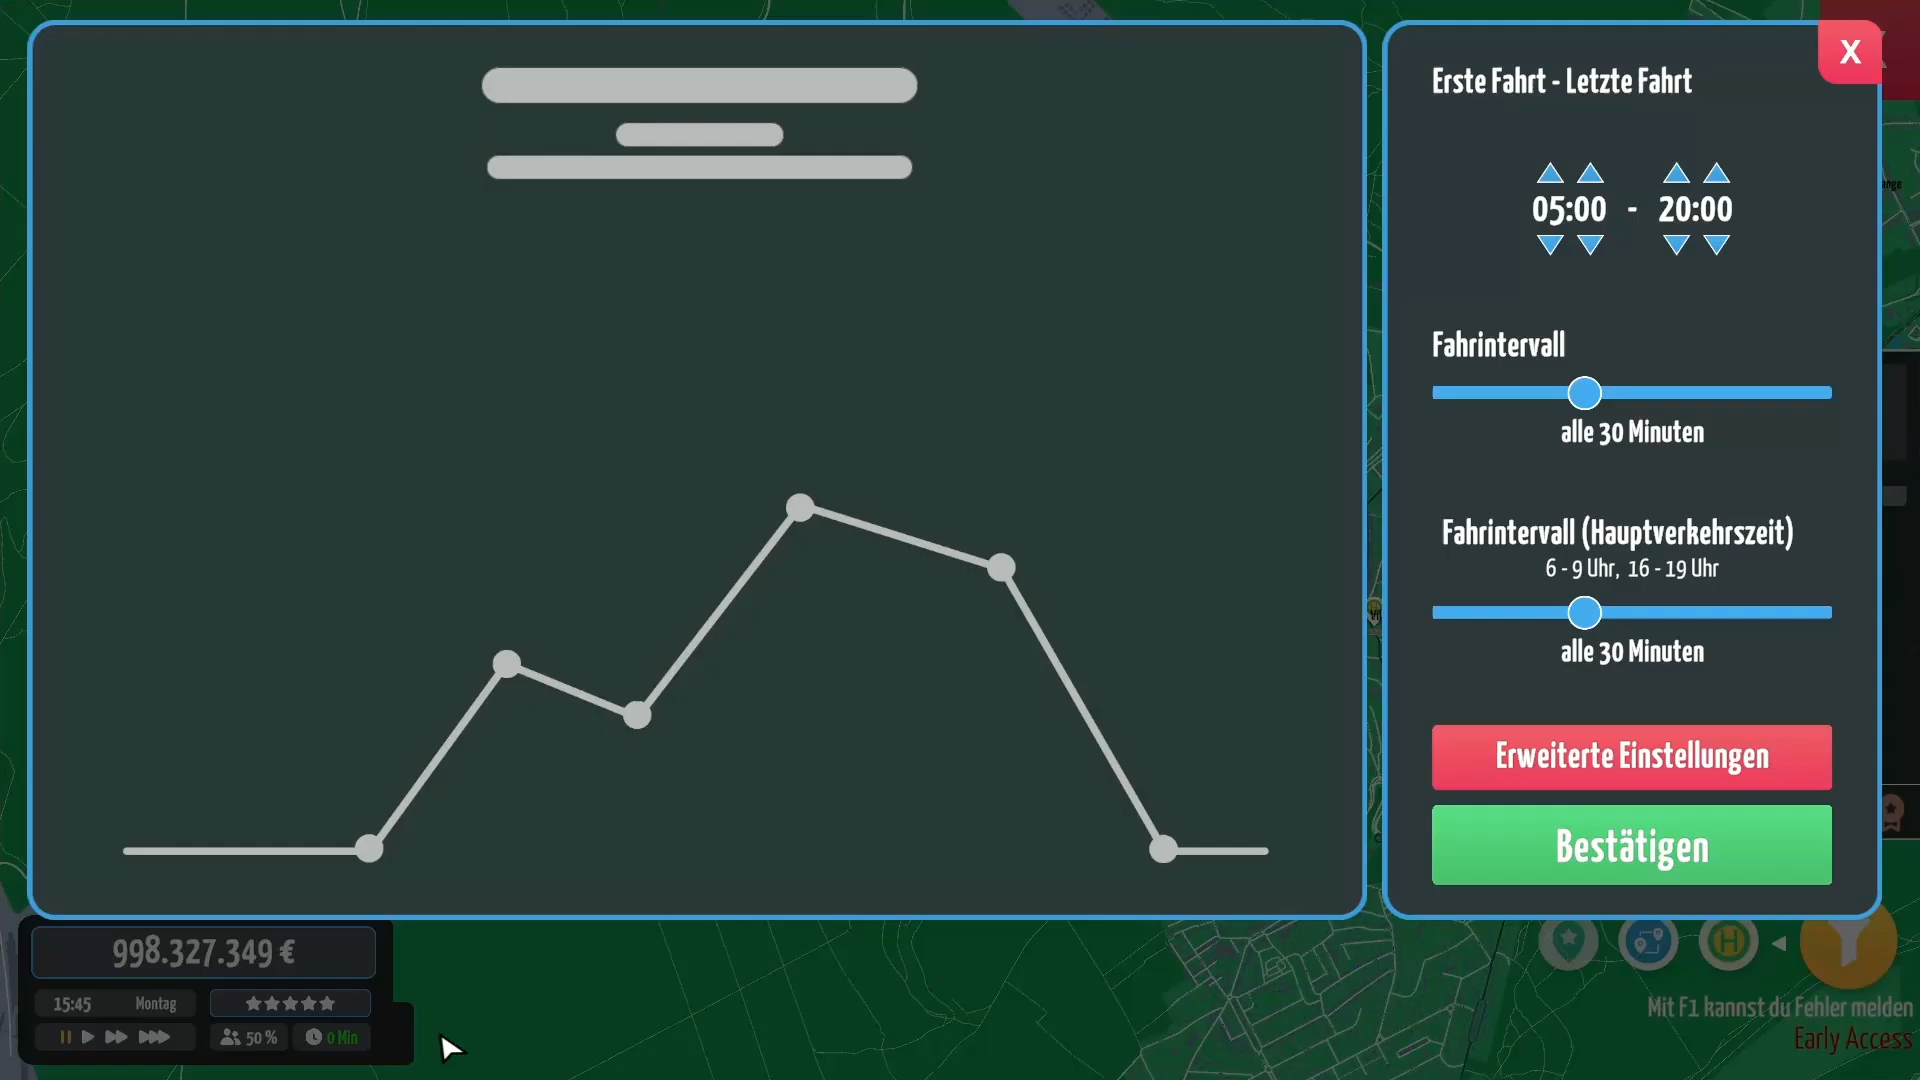 X
Erste Fahrt - Letzte Fahrt
05:00 - 20:00
Fahrintervall
alle 30 Minuten
Fahrintervall (Hauptverkehrszeit)
6 - 9 Uhr, 16 - 19 Uhr
alle 30 Minuten
Erweiterte Einstellungen
Bestätigen
998.327.349 €
15:45 Montag
50 % 0 Min
H
Mit F1 kannst du Fehler melden
Early Access